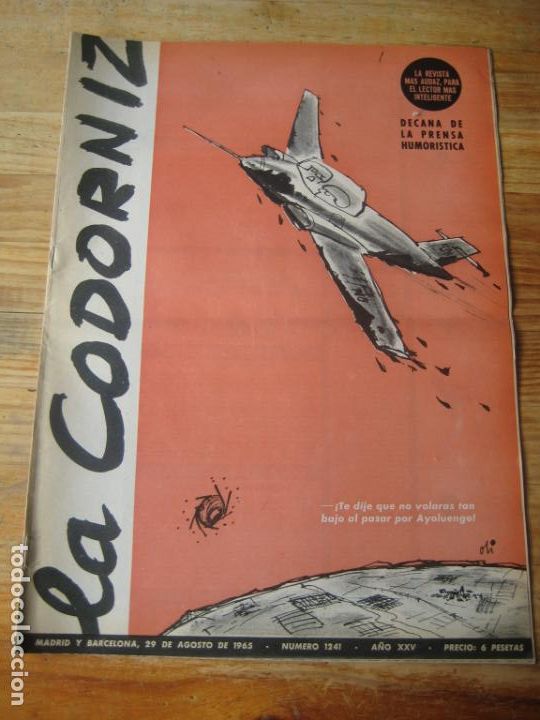 la CODORNIZ
LA REVISTA
MAS AUDAZ, PARA
EL LECTOR MAS
INTELIGENTE
DECANA DE
LA PRENSA
HUMORISTICA
—¡Te dije que no volaras tan
bajo al pasar por Ayoluengo!
oli
MADRID Y BARCELONA, 29 DE AGOSTO DE 1965 - NUMERO 1241 - AÑO XXV - PRECIO: 6 PESETAS
todocoleccion.net